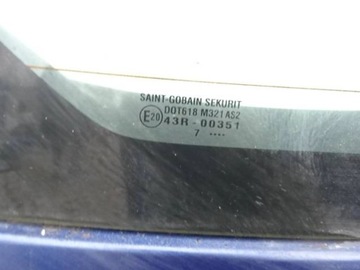 SAINT-GOBAIN SEKURIT
DOT618 M321 AS2
E20 43R-00351
7 ....